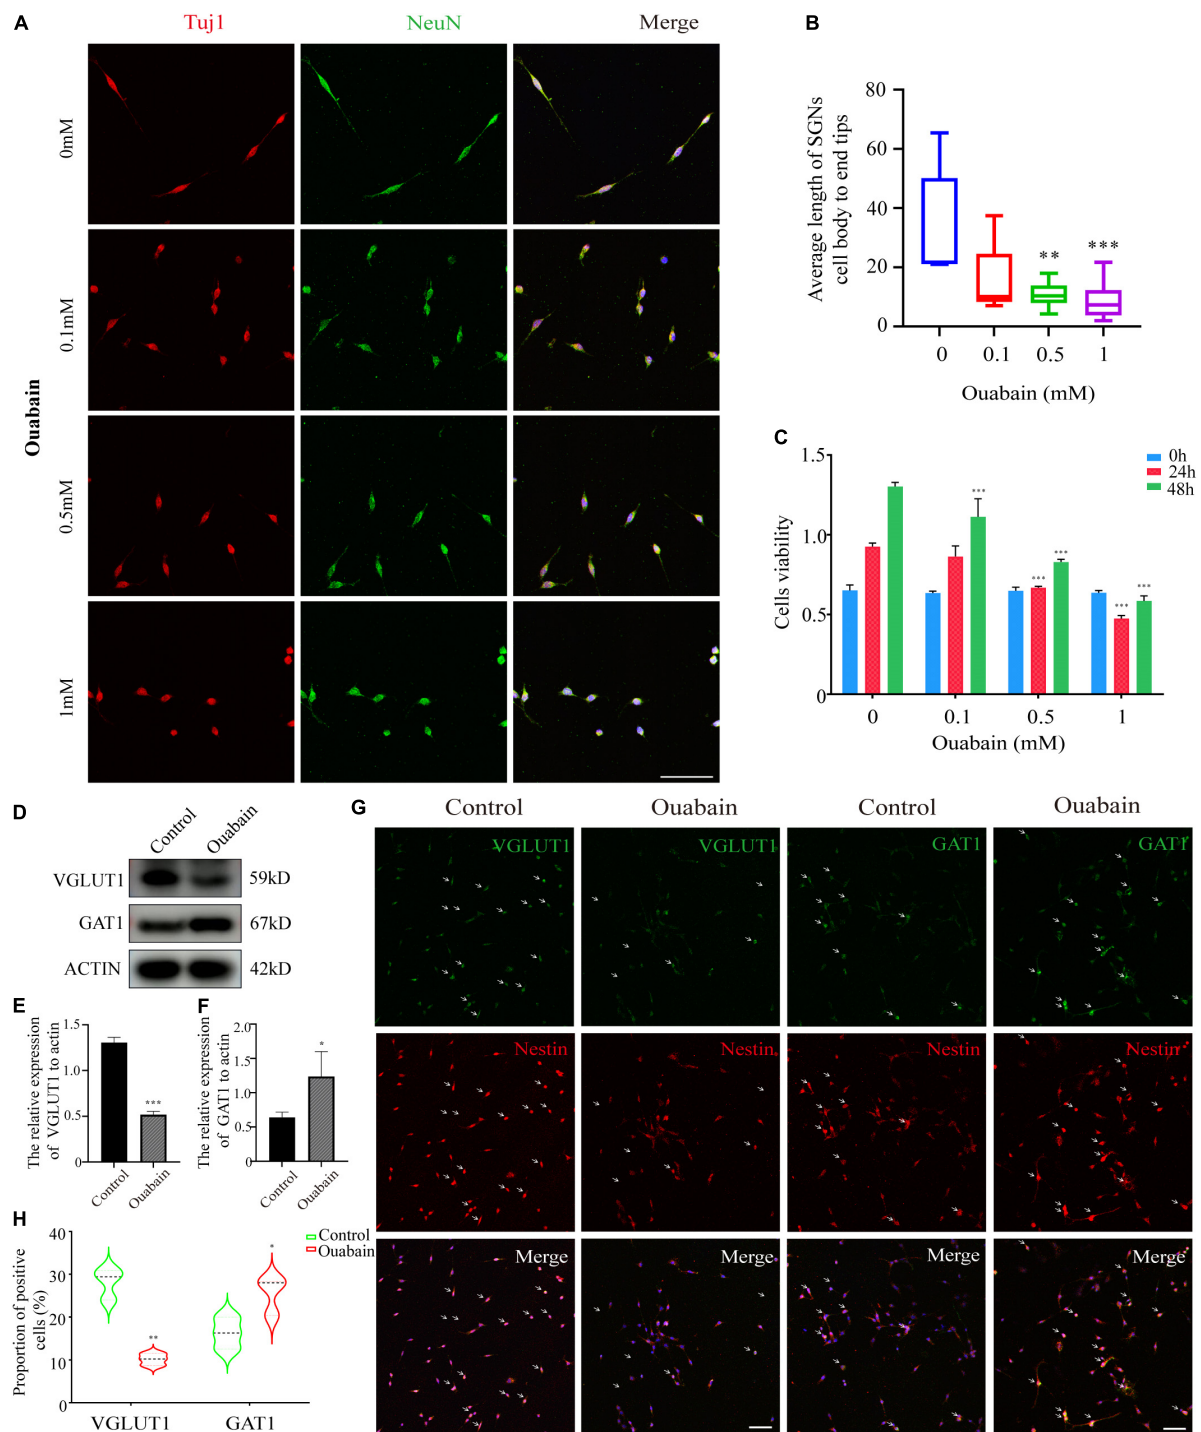 A
Tuj1 NeuN Merge
Ouabain
0mM
0.1mM
0.5mM
1mM
B
Average length of SGNs
cell body to end tips
80
60
40
20
0
** ***
0 0.1 0.5 1
Ouabain (mM)
C
Cells viability
1.5
1.0
0.5
0
0h
24h
48h
***
*** ***
*** ***
0 0.1 0.5 1
Ouabain (mM)
D
Control Ouabain
VGLUT1 59kD
GAT1 67kD
ACTIN 42kD
E
The relative expression
of VGLUT1 to actin
1.5
1.0
0.5
0
***
Control Ouabain
F
The relative expression
of GAT1 to actin
2.0
1.5
1.0
0.5
0
*
Control Ouabain
G
Control Ouabain Control Ouabain
VGLUT1 VGLUT1 GAT1 GAT1
Nestin Nestin Nestin Nestin
Merge Merge Merge Merge
H
Proportion of positive
cells (%)
40
30
20
10
0
Control
Ouabain
**
*
VGLUT1 GAT1